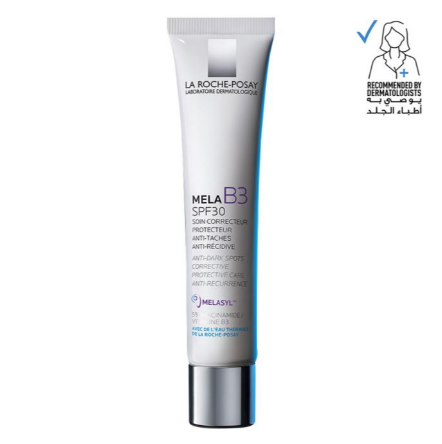 LA ROCHE-POSAY
LABORATOIRE DERMATOLOGIQUE
RECOMMENDED BY
DERMATOLOGISTS
يوصي به
أطباء الجلد
MELA B3
SPF30
SOIN CORRECTEUR
PROTECTEUR
ANTI-TACHES
ANTI-RÉCIDIVE
ANTI-DARK SPOTS
CORRECTIVE
PROTECTIVE CARE
ANTI-RECURRENCE
MELASYL™
AVEC DE L'EAU THERMALE
DE LA ROCHE-POSAY